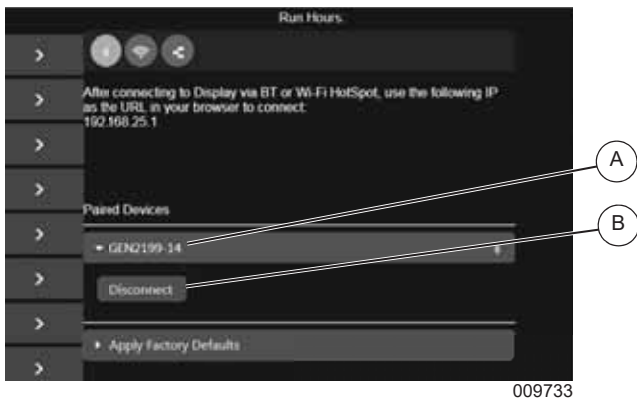 Run Hours
After connecting to Display via BT or Wi-Fi HotSpot, use the following IP
as the URL in your browser to connect:
192.168.25.1
A
Paired Devices
B
GEN2199-14
Disconnect
Apply Factory Defaults
009733